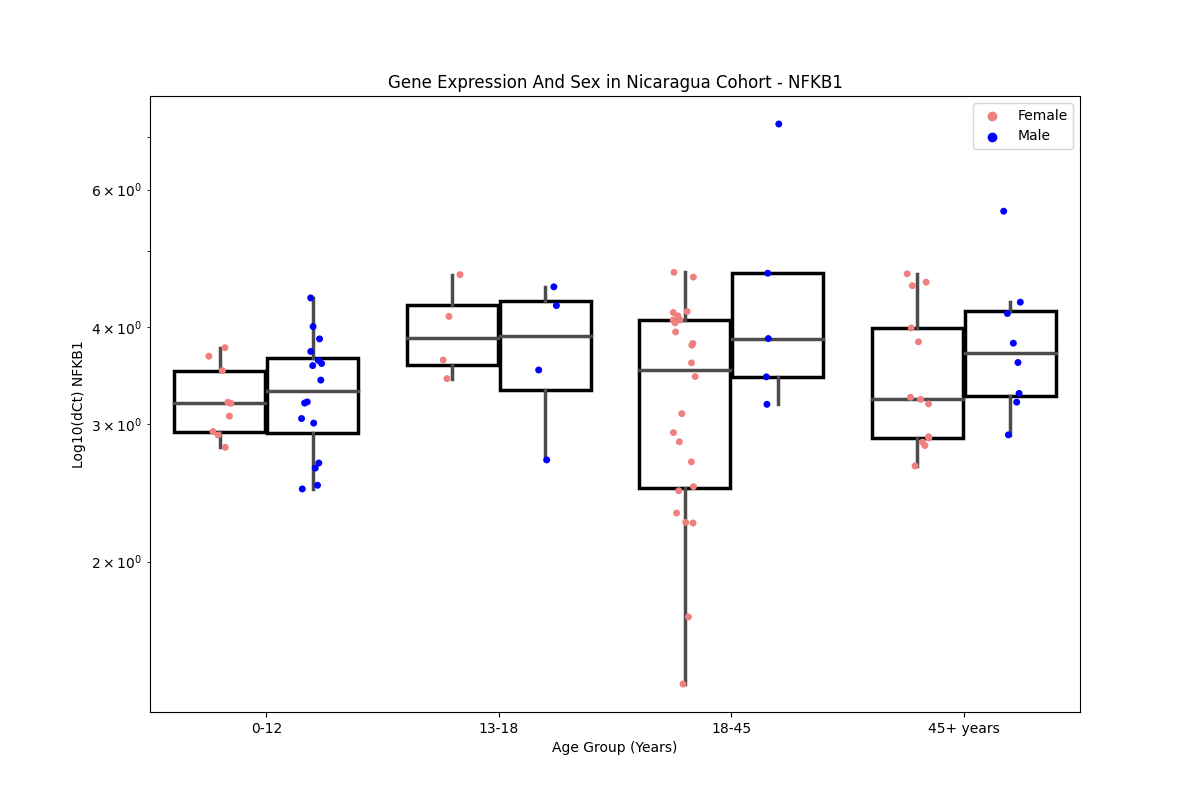 Gene Expression And Sex in Nicaragua Cohort - NFKB1
Female
Male
6 × 10⁰
4 × 10⁰
3 × 10⁰
2 × 10⁰
Log10(dCt) NFKB1
0-12
13-18
18-45
45+ years
Age Group (Years)